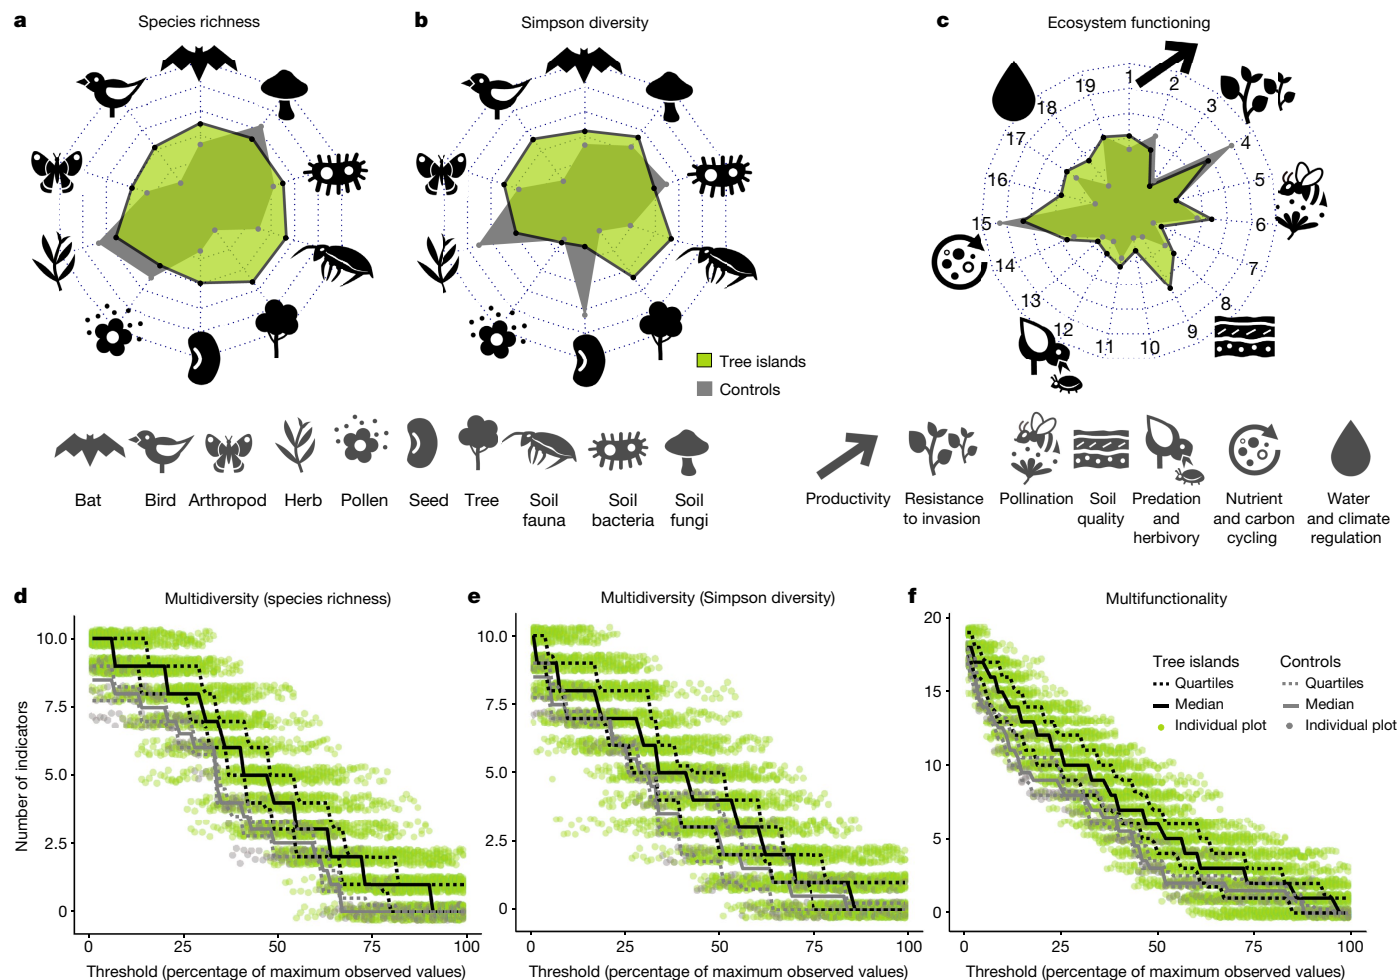 a
Species richness
b
Simpson diversity
c
Ecosystem functioning
1
2
3
4
5
6
7
8
9
10
11
12
13
14
15
16
17
18
19
Tree islands
Controls
Bat
Bird
Arthropod
Herb
Pollen
Seed
Tree
Soil
fauna
Soil
bacteria
Soil
fungi
Productivity
Resistance
to invasion
Pollination
Soil
quality
Predation
and
herbivory
Nutrient
and carbon
cycling
Water
and climate
regulation
d
Multidiversity (species richness)
Number of indicators
10.0
7.5
5.0
2.5
0
0
25
50
75
100
Threshold (percentage of maximum observed values)
e
Multidiversity (Simpson diversity)
10.0
7.5
5.0
2.5
0
0
25
50
75
100
Threshold (percentage of maximum observed values)
f
Multifunctionality
20
15
10
5
0
0
25
50
75
100
Threshold (percentage of maximum observed values)
Tree islands
Quartiles
Median
Individual plot
Controls
Quartiles
Median
Individual plot